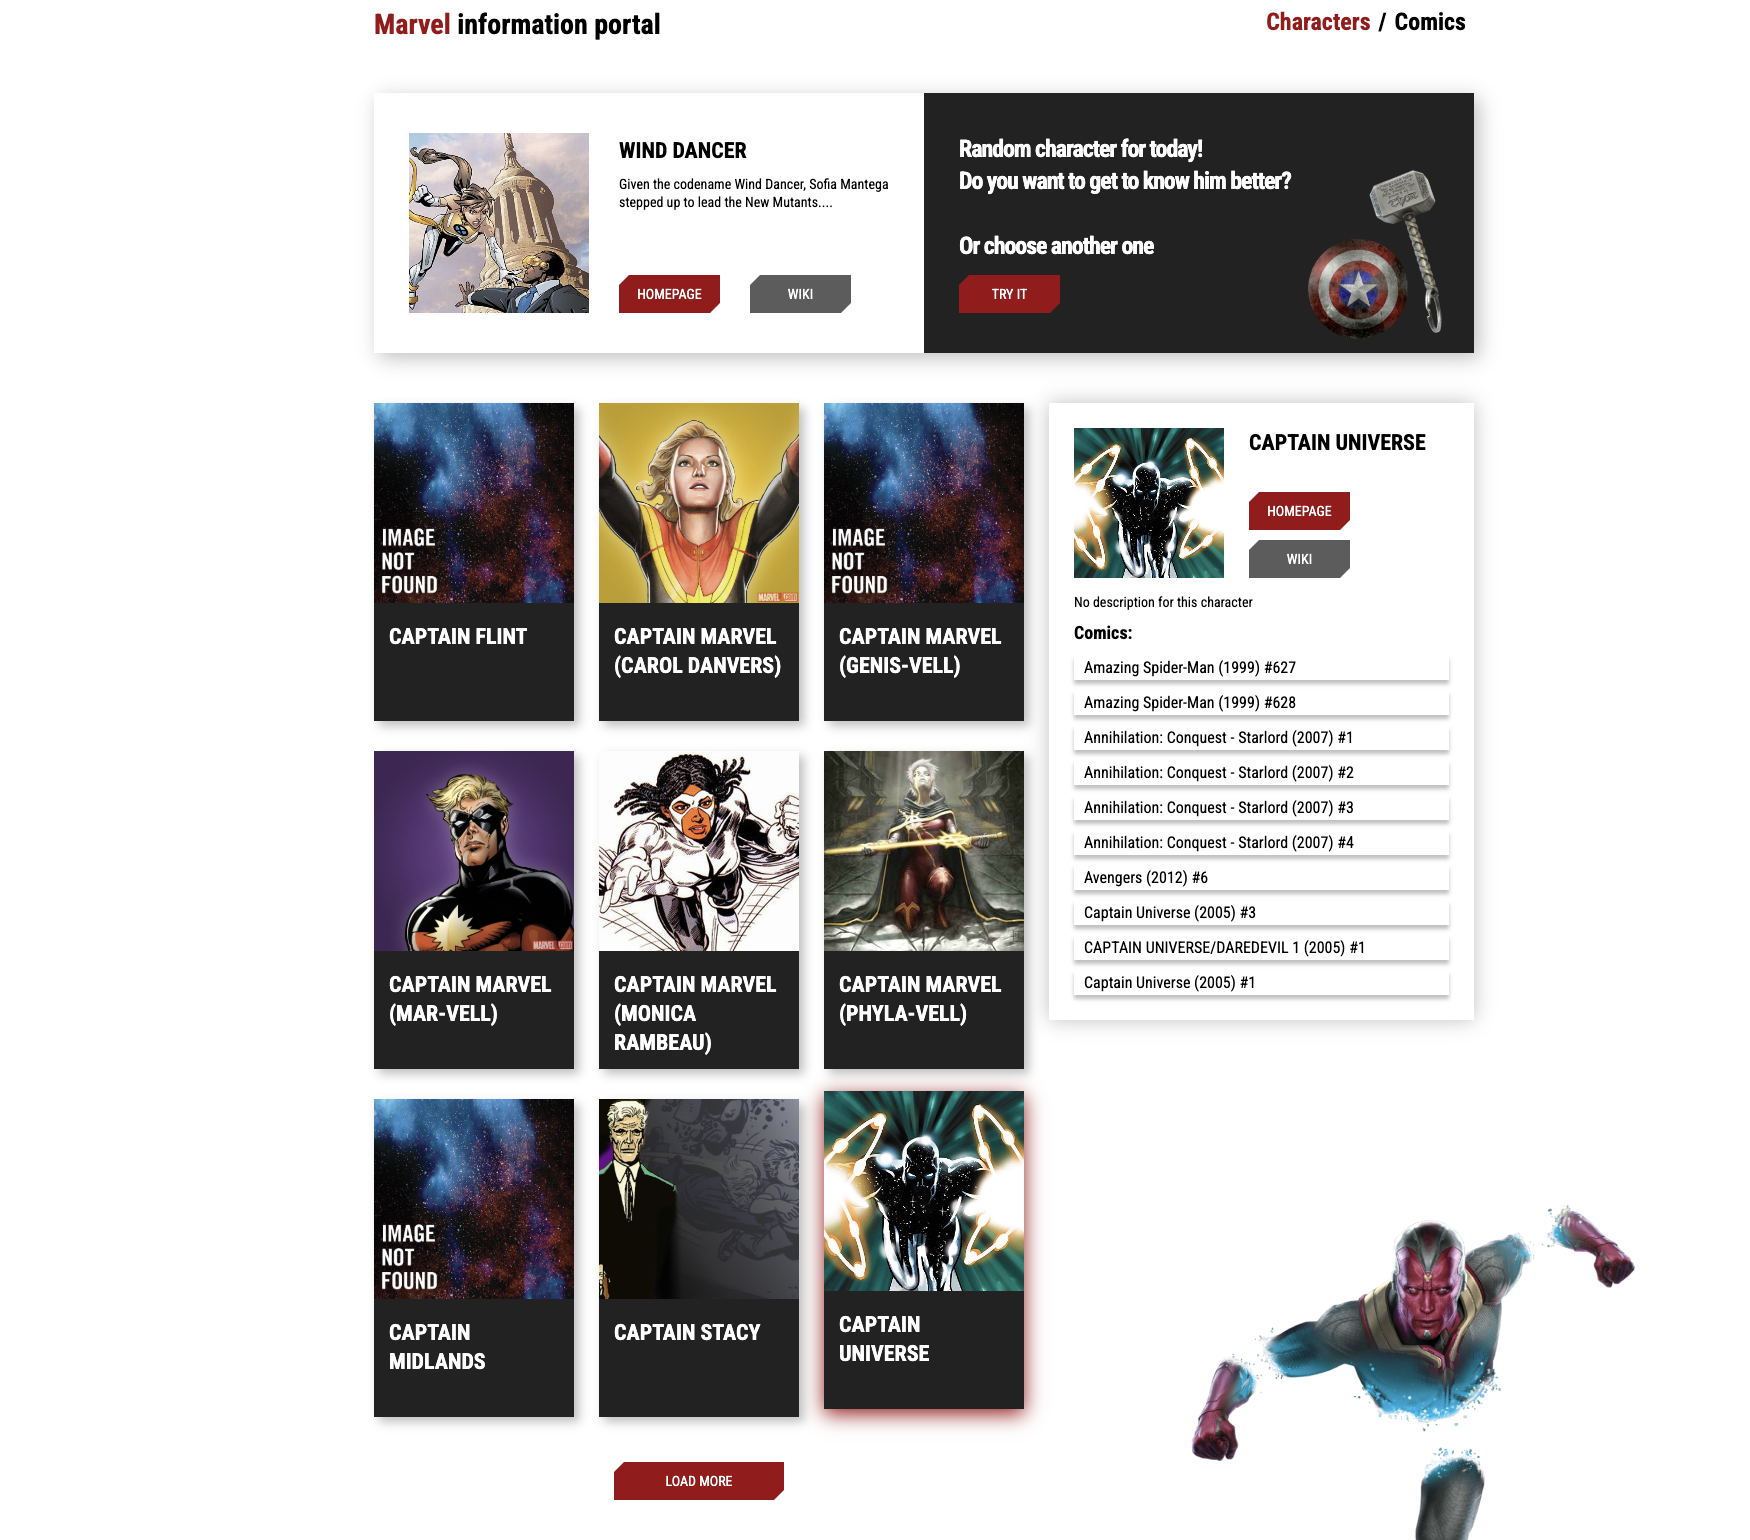 Marvel information portal
Characters / Comics
WIND DANCER
Given the codename Wind Dancer, Sofia Mantega
stepped up to lead the New Mutants....
HOMEPAGE
WIKI
Random character for today!
Do you want to get to know him better?
Or choose another one
TRY IT
IMAGE
NOT
FOUND
CAPTAIN FLINT
MARVEL.com
CAPTAIN MARVEL
(CAROL DANVERS)
IMAGE
NOT
FOUND
CAPTAIN MARVEL
(GENIS-VELL)
MARVEL.com
CAPTAIN MARVEL
(MAR-VELL)
CAPTAIN MARVEL
(MONICA
RAMBEAU)
CAPTAIN MARVEL
(PHYLA-VELL)
IMAGE
NOT
FOUND
CAPTAIN
MIDLANDS
CAPTAIN STACY
CAPTAIN
UNIVERSE
LOAD MORE
CAPTAIN UNIVERSE
HOMEPAGE
WIKI
No description for this character
Comics:
Amazing Spider-Man (1999) #627
Amazing Spider-Man (1999) #628
Annihilation: Conquest - Starlord (2007) #1
Annihilation: Conquest - Starlord (2007) #2
Annihilation: Conquest - Starlord (2007) #3
Annihilation: Conquest - Starlord (2007) #4
Avengers (2012) #6
Captain Universe (2005) #3
CAPTAIN UNIVERSE/DAREDEVIL 1 (2005) #1
Captain Universe (2005) #1